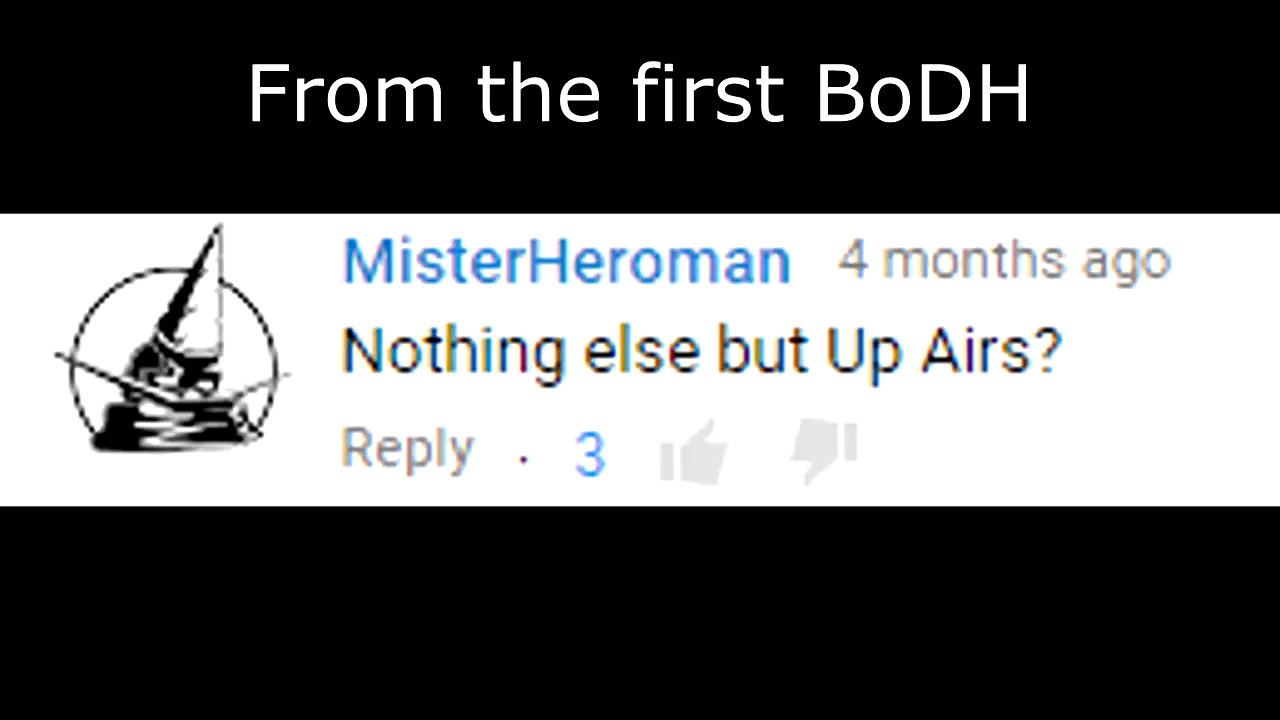 From the first BoDH
MisterHeroman 4 months ago
Nothing else but Up Airs?
Reply · 3